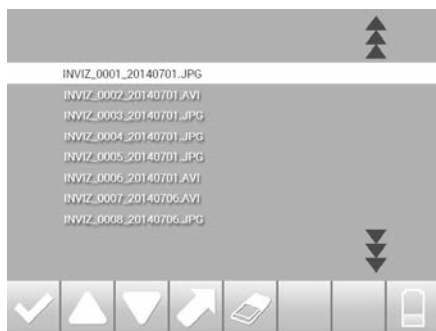 INVIZ_0001_20140701.JPG
INVIZ_0002_20140701.AVI
INVIZ_0003_20140701.JPG
INVIZ_0004_20140701.JPG
INVIZ_0005_20140701.JPG
INVIZ_0006_20140701.AVI
INVIZ_0007_20140706.AVI
INVIZ_0008_20140706.JPG